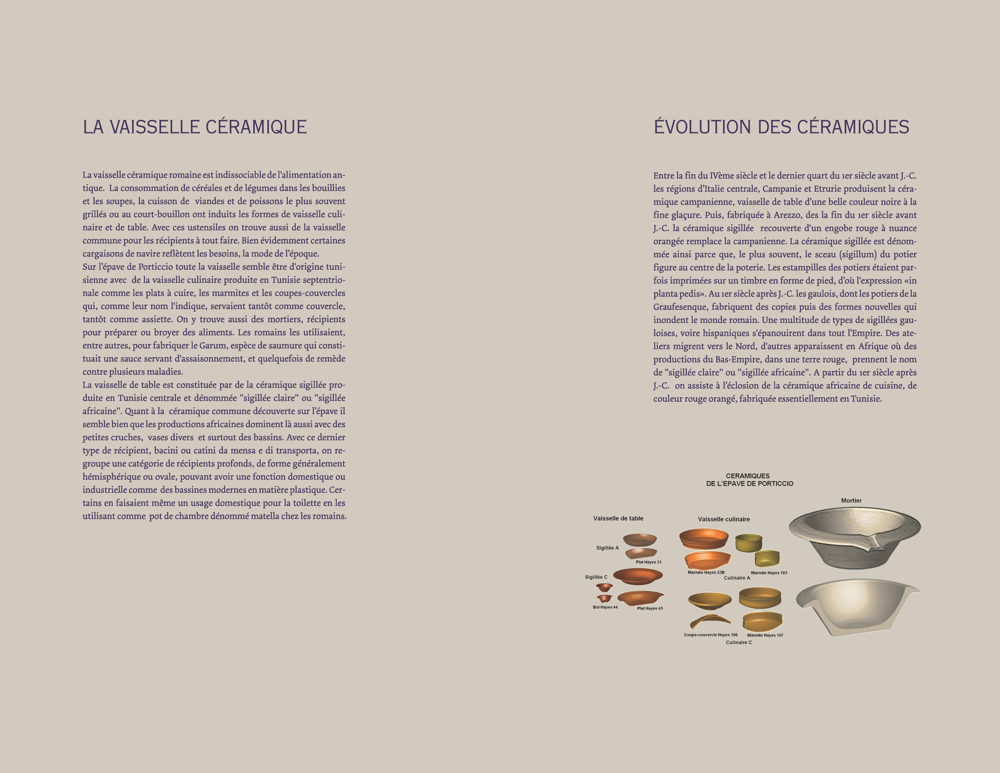 LA VAISSELLE CÉRAMIQUE
La vaisselle céramique romaine est indissociable de l'alimentation an-
tique.  La consommation de céréales et de légumes dans les bouillies
et les soupes, la cuisson de  viandes et de poissons le plus souvent
grillés ou au court-bouillon ont induits les formes de vaisselle culi-
naire et de table. Avec ces ustensiles on trouve aussi de la vaisselle
commune pour les récipients à tout faire. Bien évidemment certaines
cargaisons de navire reflètent les besoins, la mode de l’époque.
Sur l’épave de Porticcio toute la vaisselle semble être d'origine tuni-
sienne avec  de la vaisselle culinaire produite en Tunisie septentrio-
nale comme les plats à cuire, les marmites et les coupes-couvercles
qui, comme leur nom l'indique, servaient tantôt comme couvercle,
tantôt comme assiette. On y trouve aussi des mortiers, récipients
pour préparer ou broyer des aliments. Les romains les utilisaient,
entre autres, pour fabriquer le Garum, espèce de saumure qui consti-
tuait une sauce servant d'assaisonnement, et quelquefois de remède
contre plusieurs maladies.
La vaisselle de table est constituée par de la céramique sigillée pro-
duite en Tunisie centrale et dénommée "sigillée claire" ou "sigillée
africaine". Quant à la  céramique commune découverte sur l’épave il
semble bien que les productions africaines dominent là aussi avec des
petites cruches,  vases divers  et surtout des bassins. Avec ce dernier
type de récipient, bacini ou catini da mensa e di transporta, on re-
groupe une catégorie de récipients profonds, de forme généralement
hémisphérique ou ovale, pouvant avoir une fonction domestique ou
industrielle comme  des bassines modernes en matière plastique. Cer-
tains en faisaient même un usage domestique pour la toilette en les
utilisant comme  pot de chambre dénommé matella chez les romains.
ÉVOLUTION DES CÉRAMIQUES
Entre la fin du IVème siècle et le dernier quart du 1er siècle avant J.-C.
les régions d’Italie centrale, Campanie et Etrurie produisent la céra-
mique campanienne, vaisselle de table d’une belle couleur noire à la
fine glaçure. Puis, fabriquée à Arezzo, des la fin du 1er siècle avant
J.-C. la céramique sigillée  recouverte d'un engobe rouge à nuance
orangée remplace la campanienne. La céramique sigillée est dénom-
mée ainsi parce que, le plus souvent, le sceau (sigillum) du potier
figure au centre de la poterie. Les estampilles des potiers étaient par-
fois imprimées sur un timbre en forme de pied, d’où l'expression «in
planta pedis». Au 1er siècle après J.-C. les gaulois, dont les potiers de la
Graufesenque, fabriquent des copies puis des formes nouvelles qui
inondent le monde romain. Une multitude de types de sigillées gau-
loises, voire hispaniques s'épanouirent dans tout l’Empire. Des ate-
liers migrent vers le Nord, d'autres apparaissent en Afrique où des
productions du Bas-Empire, dans une terre rouge,  prennent le nom
de "sigillée claire" ou "sigillée africaine". A partir du 1er siècle après
J.-C.  on assiste à l’éclosion de la céramique africaine de cuisine, de
couleur rouge orangé, fabriquée essentiellement en Tunisie.
CERAMIQUES
DE L'EPAVE DE PORTICCIO
Mortier
Vaisselle de table
Vaisselle culinaire
Sigillée A
Plat Hayes 31
Marmite Hayes 23B
Marmite Hayes 183
Culinaire A
Sigillée C
Bol Hayes 44
Plat Hayes 45
Coupe-couvercle Hayes 196
Marmite Hayes 197
Culinaire C